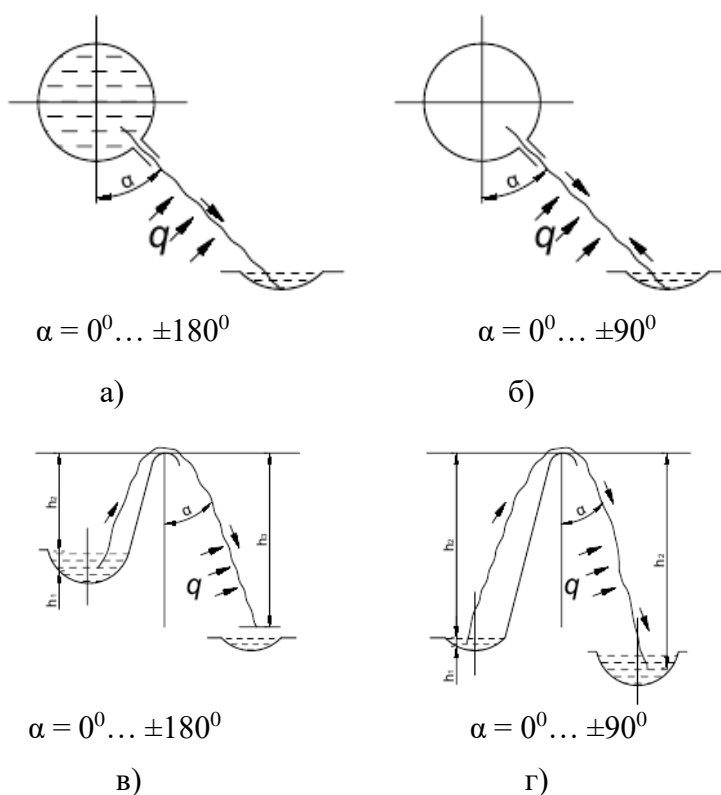 α
q
α
q
α = 0⁰… ±180⁰
α = 0⁰… ±90⁰
а)
б)
h₂
h₁
α
q
h₃
h₂
h₁
α
q
h₂
α = 0⁰… ±180⁰
α = 0⁰… ±90⁰
в)
г)